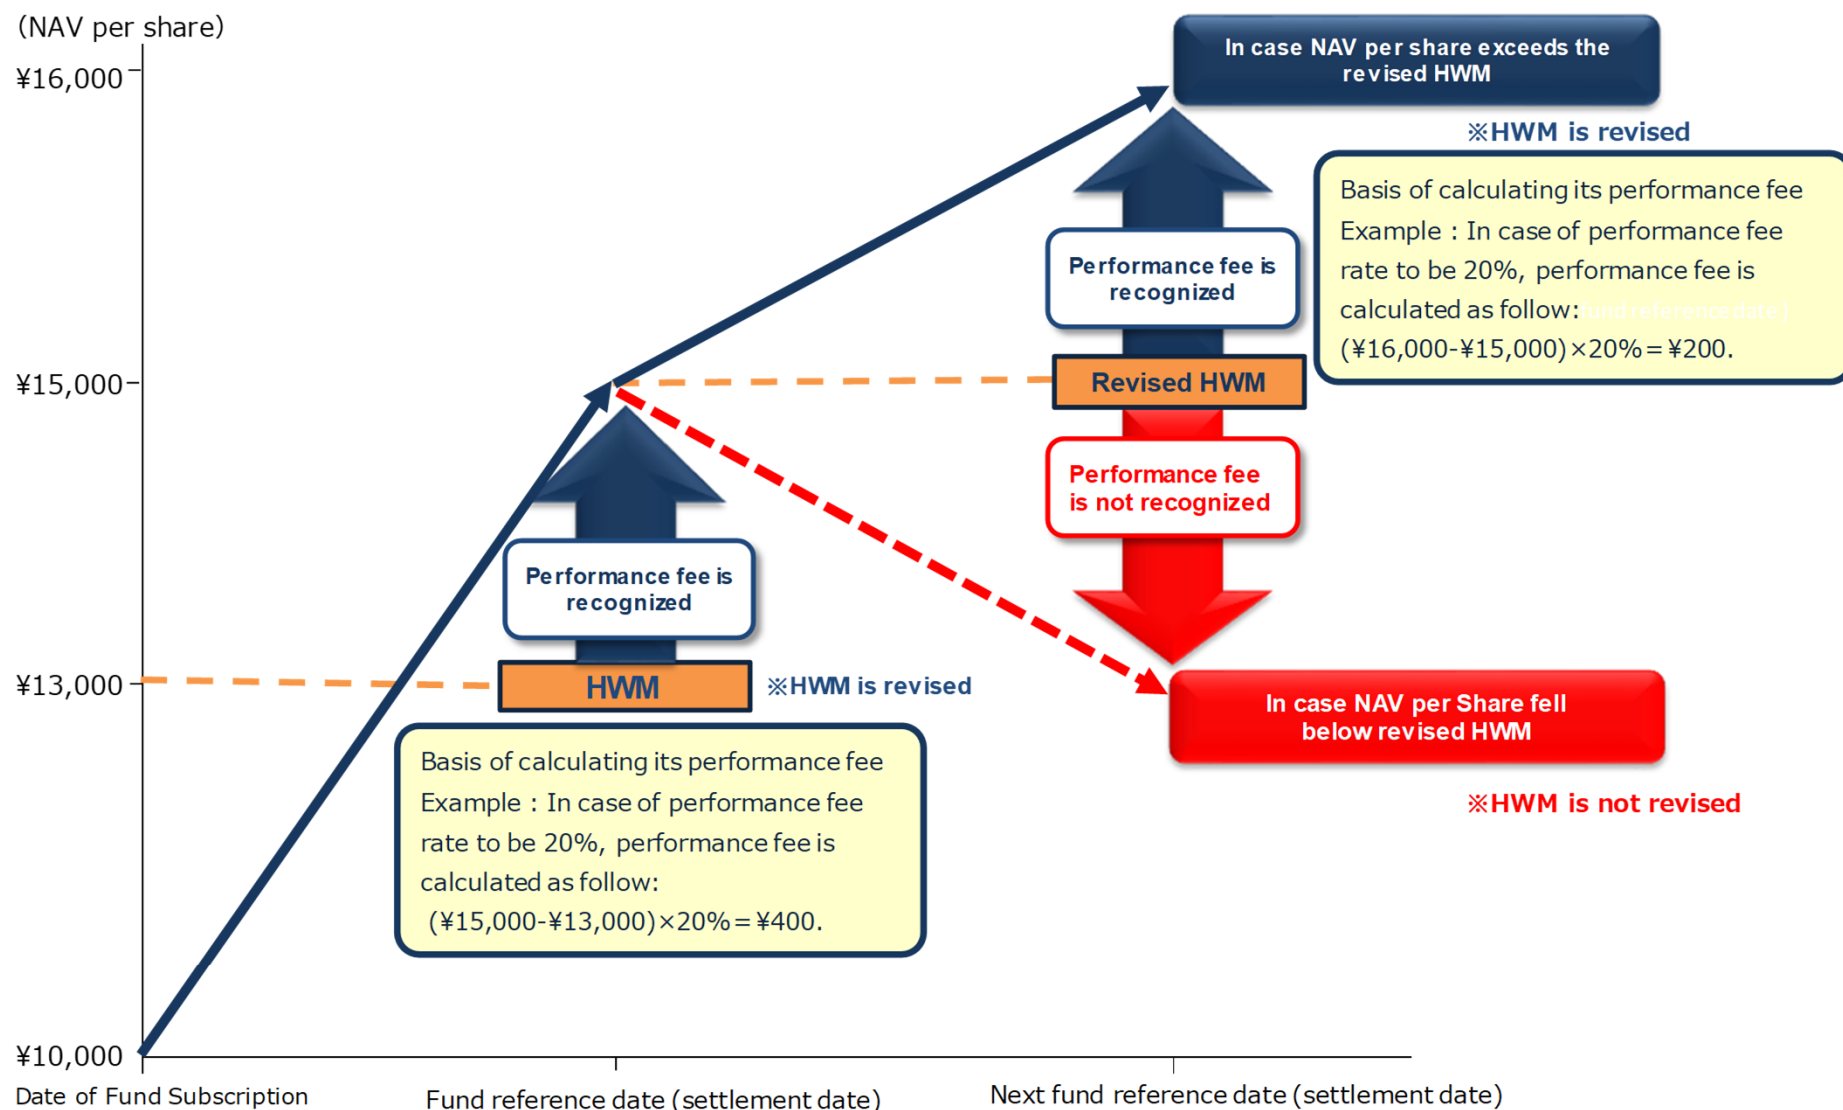 (NAV per share)
¥16,000
In case NAV per share exceeds the
revised HWM
※HWM is revised
Basis of calculating its performance fee
Example : In case of performance fee
rate to be 20%, performance fee is
calculated as follow:fund reference date)
(¥16,000-¥15,000)×20%=¥200.
Performance fee is
recognized
¥15,000
Revised HWM
Performance fee
is not recognized
Performance fee is
recognized
¥13,000
HWM
※HWM is revised
In case NAV per Share fell
below revised HWM
※HWM is not revised
Basis of calculating its performance fee
Example : In case of performance fee
rate to be 20%, performance fee is
calculated as follow:
(¥15,000-¥13,000)×20%=¥400.
¥10,000
Date of Fund Subscription
Fund reference date (settlement date)
Next fund reference date (settlement date)